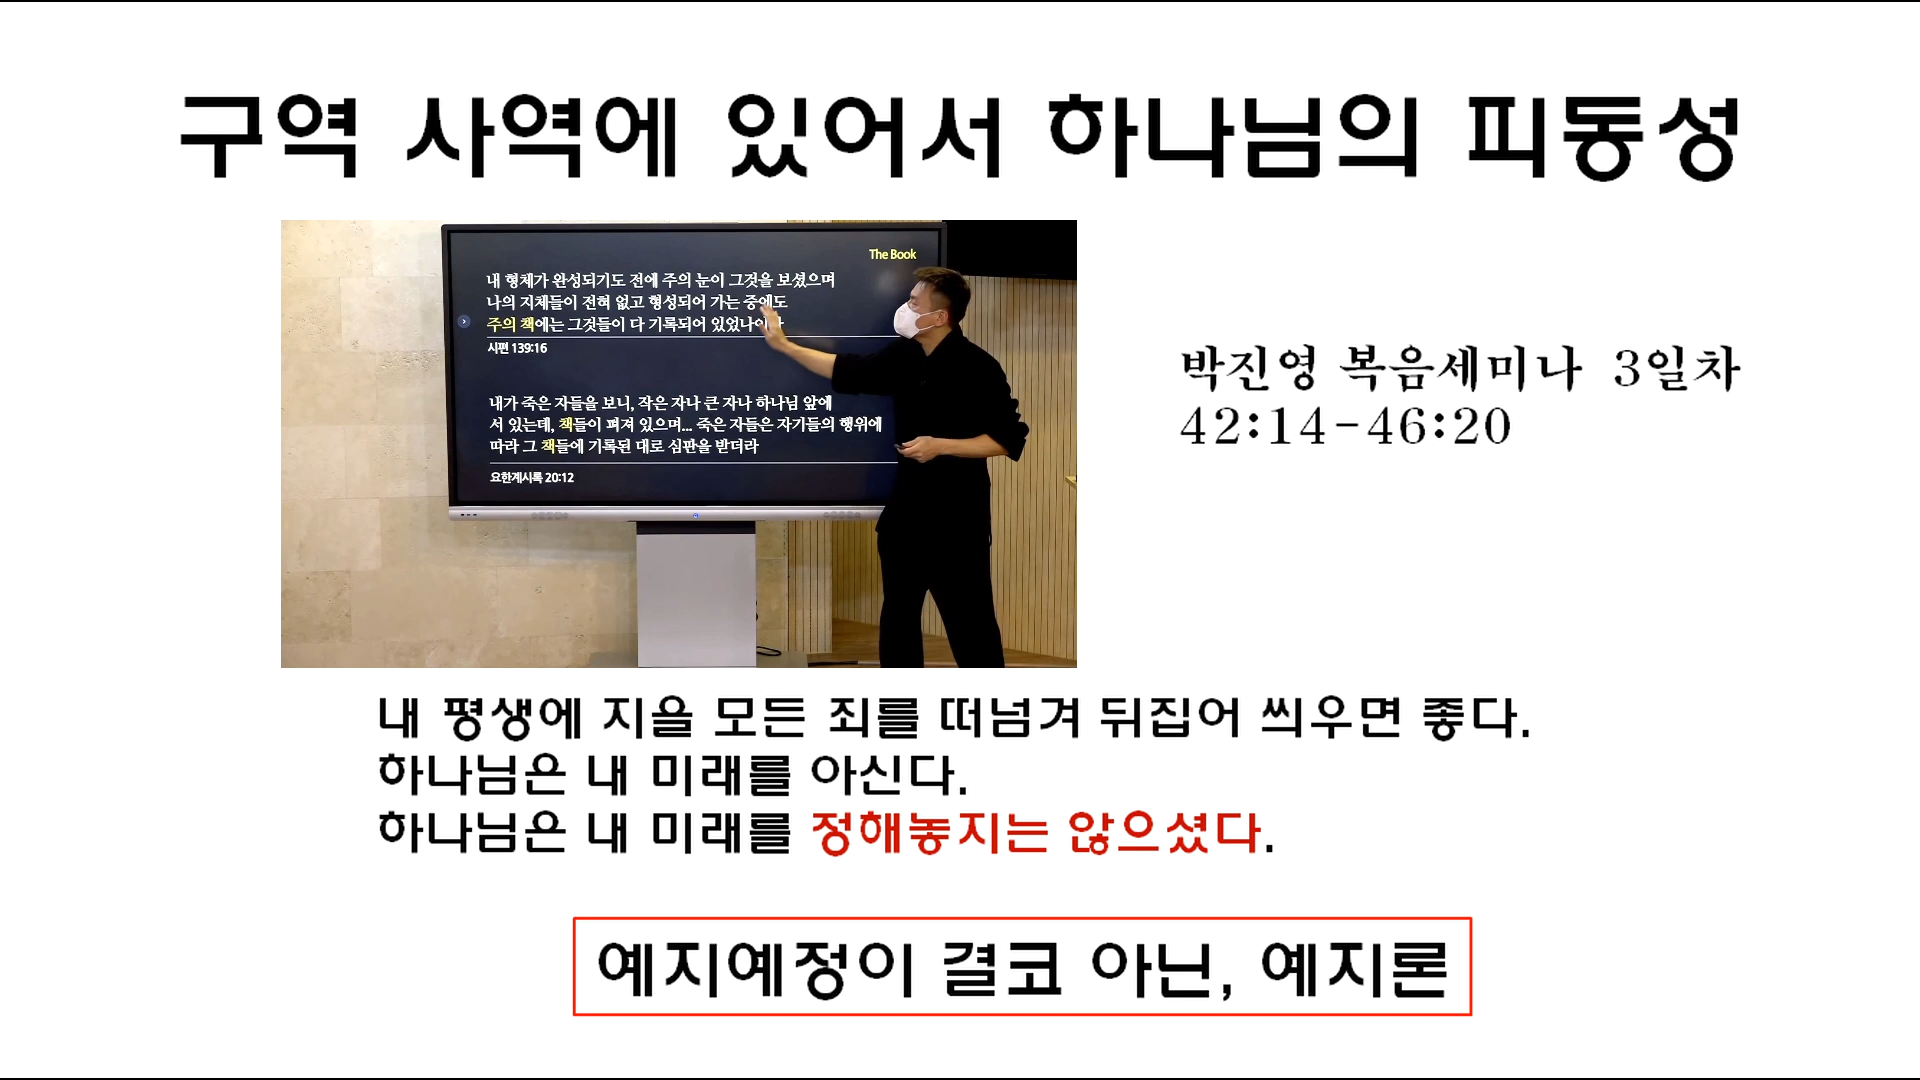 구역 사역에 있어서 하나님의 피동성
The Book
내 형체가 완성되기도 전에 주의 눈이 그것을 보셨으며
나의 지체들이 전혀 없고 형성되어 가는 중에도
주의 책에는 그것들이 다 기록되어 있었나이다
시편 139:16
내가 죽은 자들을 보니, 작은 자나 큰 자나 하나님 앞에
서 있는데, 책들이 펴져 있으며... 죽은 자들은 자기들의 행위에
따라 그 책들에 기록된 대로 심판을 받더라
요한계시록 20:12
박진영 복음세미나 3일차
42:14-46:20
내 평생에 지을 모든 죄를 떠넘겨 뒤집어 씌우면 좋다.
하나님은 내 미래를 아신다.
하나님은 내 미래를 정해놓지는 않으셨다.
예지예정이 결코 아닌, 예지론